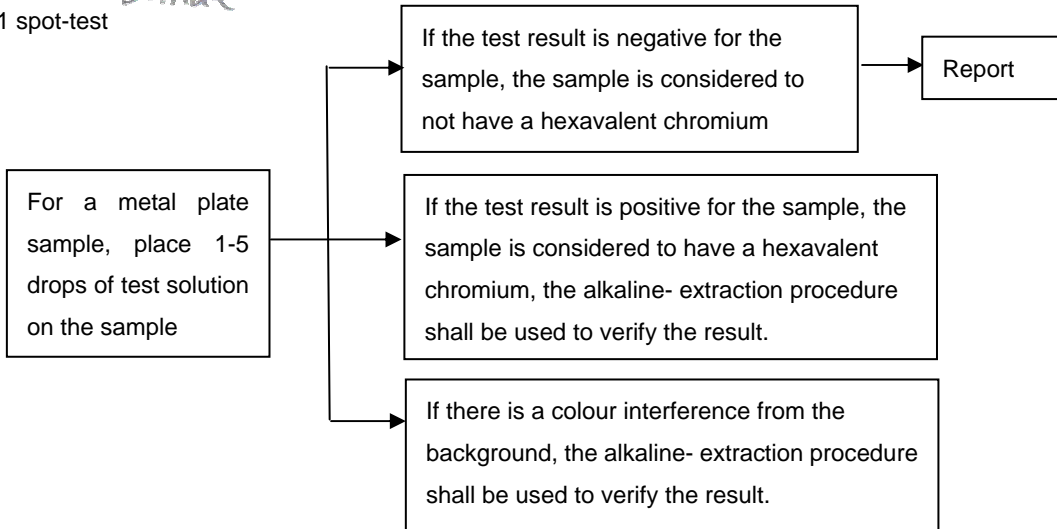 1 spot-test
If the test result is negative for the
sample, the sample is considered to
not have a hexavalent chromium
Report
For a metal plate
sample, place 1-5
drops of test solution
on the sample
If the test result is positive for the sample, the
sample is considered to have a hexavalent
chromium, the alkaline- extraction procedure
shall be used to verify the result.
If there is a colour interference from the
background, the alkaline- extraction procedure
shall be used to verify the result.